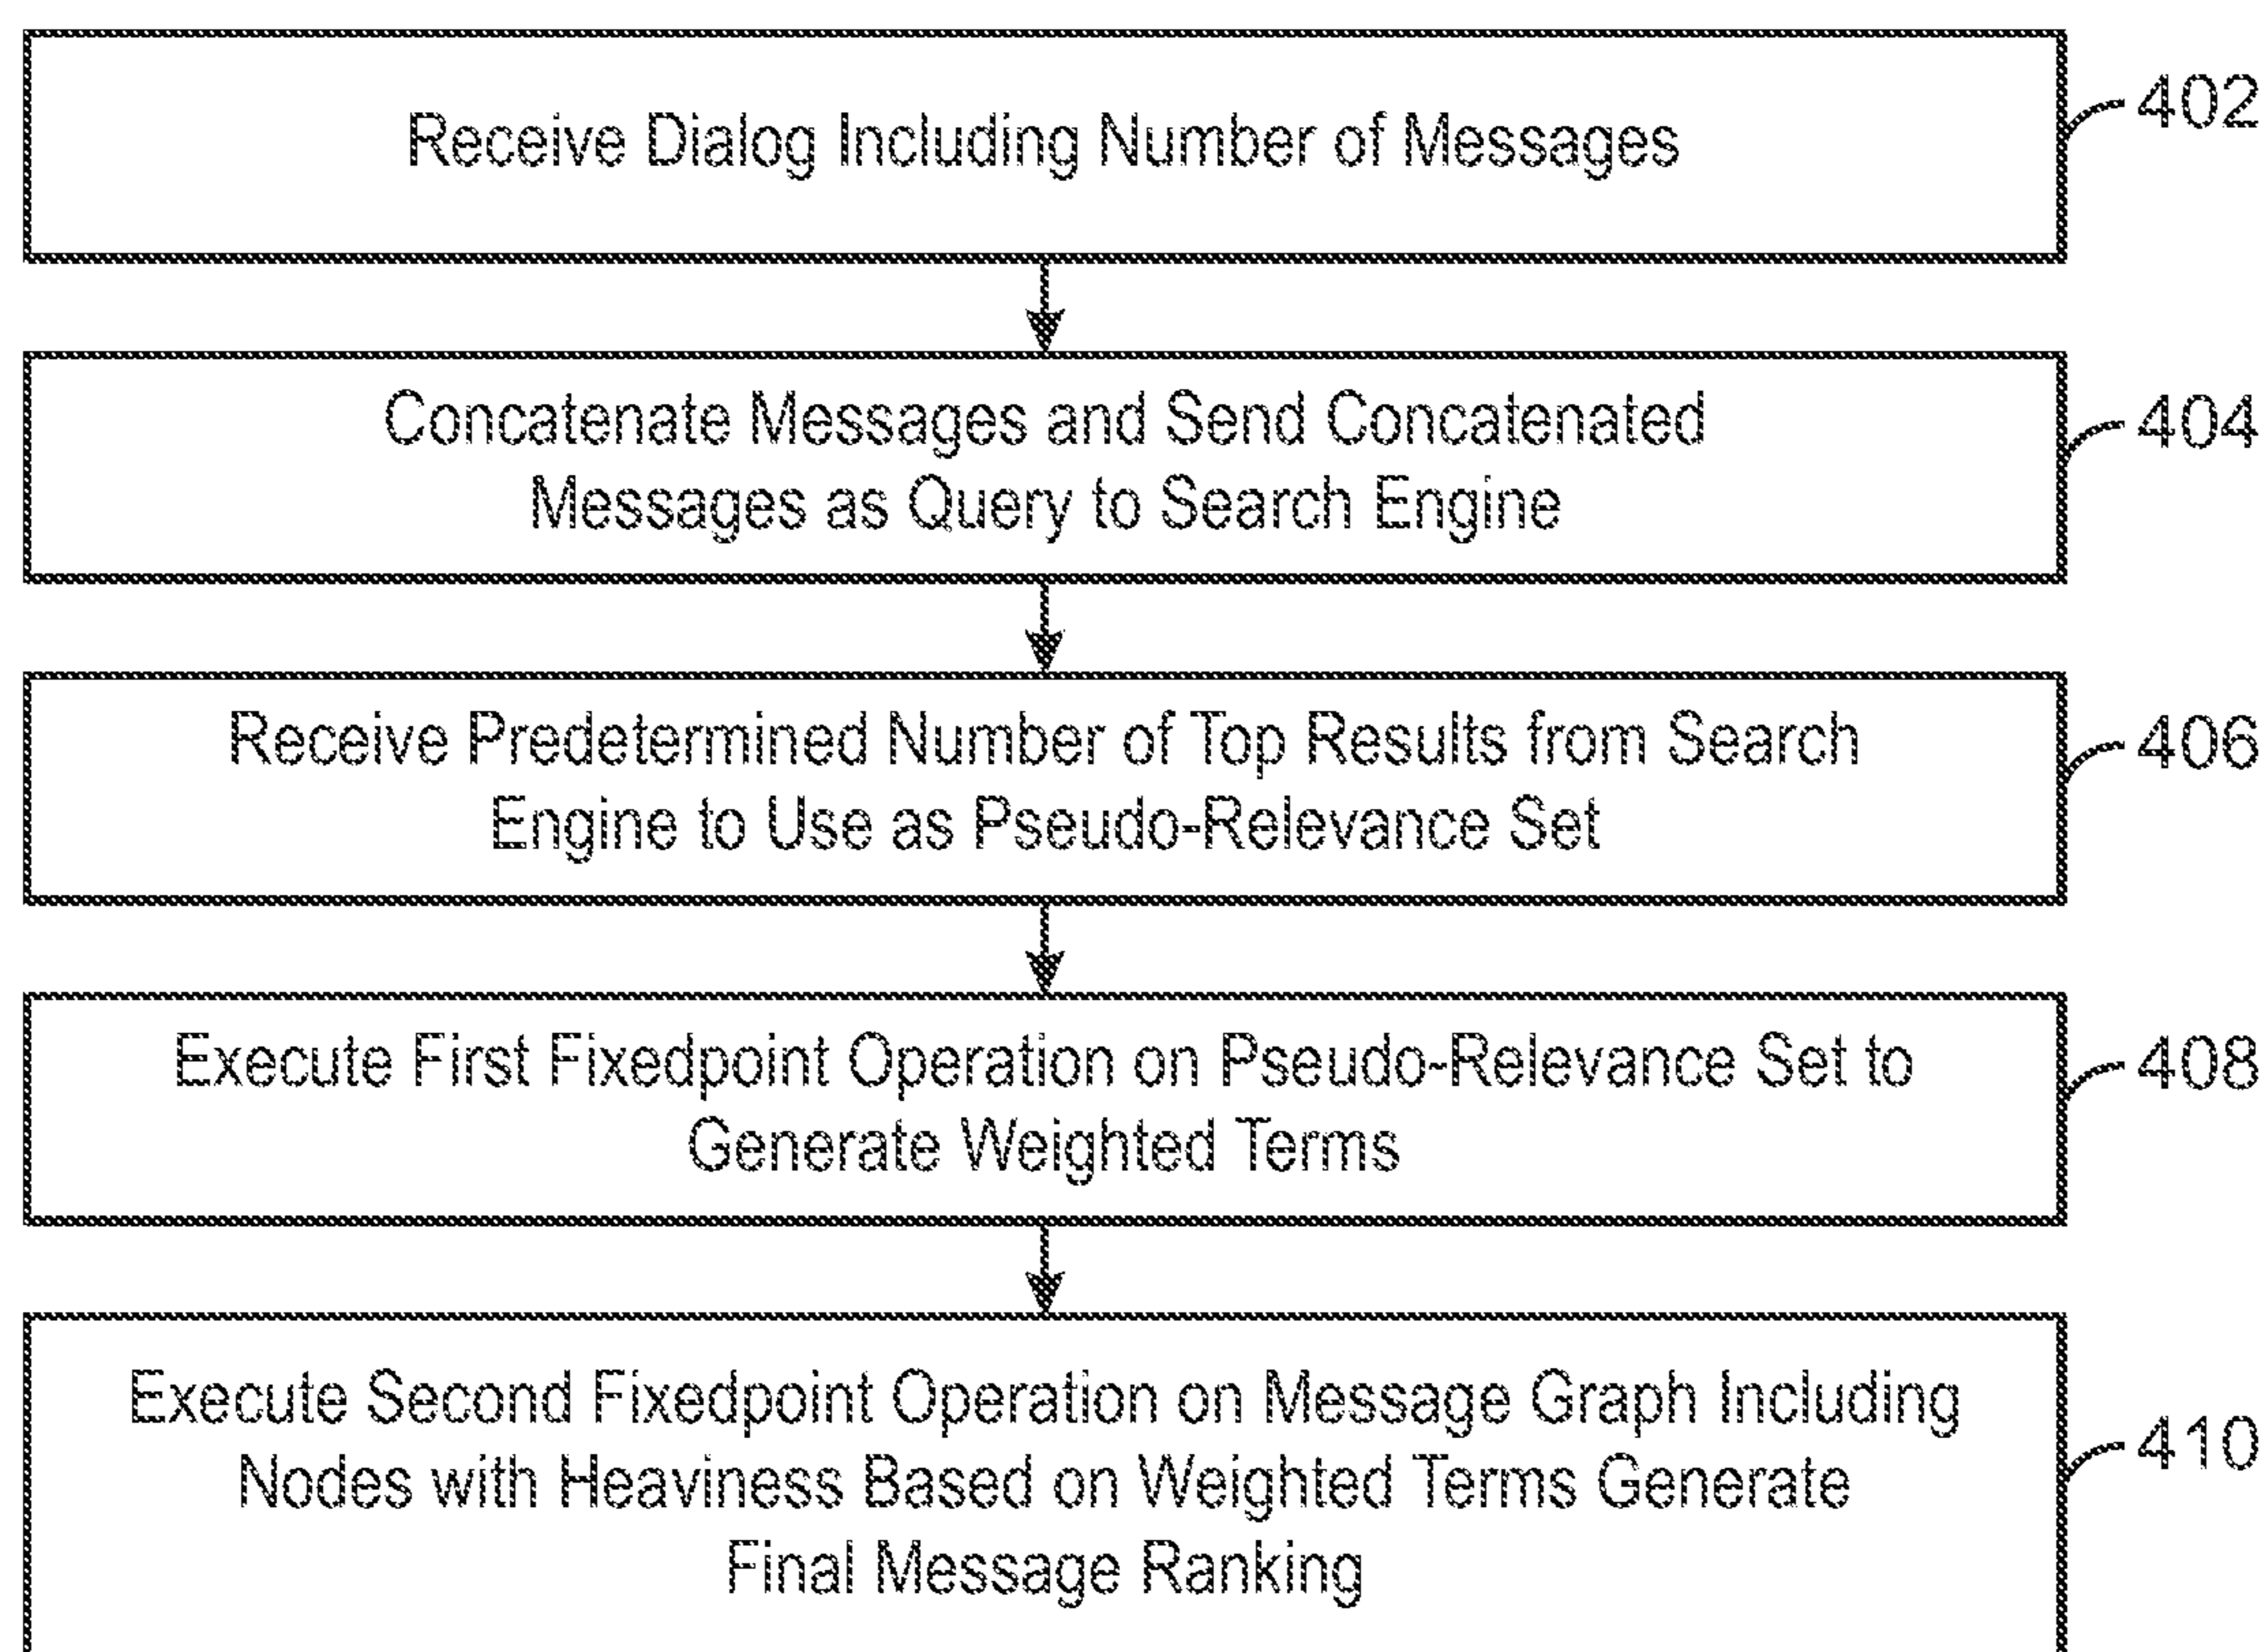 Receive Dialog Including Number of Messages
402
Concatenate Messages and Send Concatenated
Messages as Query to Search Engine
404
Receive Predetermined Number of Top Results from Search
Engine to Use as Pseudo-Relevance Set
406
Execute First Fixedpoint Operation on Pseudo-Relevance Set to
Generate Weighted Terms
408
Execute Second Fixedpoint Operation on Message Graph Including
Nodes with Heaviness Based on Weighted Terms Generate
Final Message Ranking
410